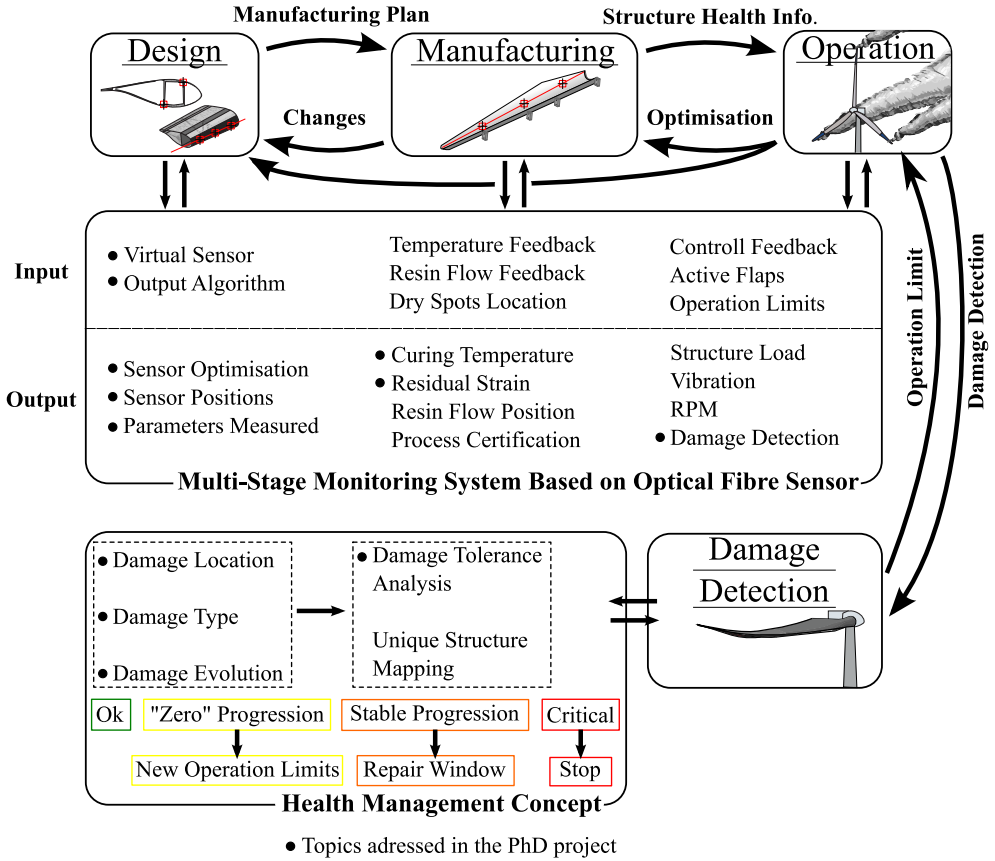 Manufacturing Plan
Structure Health Info.
Design
Manufacturing
Operation
Changes
Optimisation
Input
● Virtual Sensor
● Output Algorithm
Temperature Feedback
Resin Flow Feedback
Dry Spots Location
Controll Feedback
Active Flaps
Operation Limits
Output
● Sensor Optimisation
● Sensor Positions
● Parameters Measured
● Curing Temperature
● Residual Strain
Resin Flow Position
Process Certification
Structure Load
Vibration
RPM
● Damage Detection
Multi-Stage Monitoring System Based on Optical Fibre Sensor
Operation Limit
Damage Detection
● Damage Location
● Damage Type
● Damage Evolution
● Damage Tolerance
Analysis
Unique Structure
Mapping
Damage
Detection
Ok
"Zero" Progression
Stable Progression
Critical
New Operation Limits
Repair Window
Stop
Health Management Concept
● Topics adressed in the PhD project